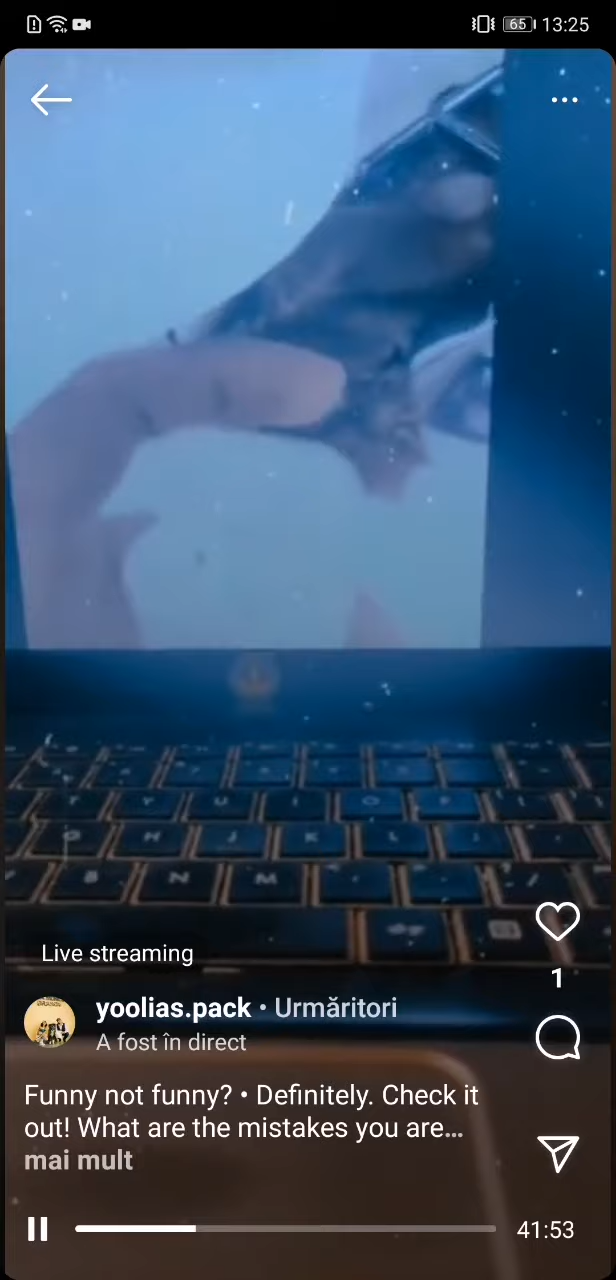 65 13:25
Live streaming
1
yoolias.pack • Urmăritori
A fost în direct
Funny not funny? • Definitely. Check it
out! What are the mistakes you are...
mai mult
41:53